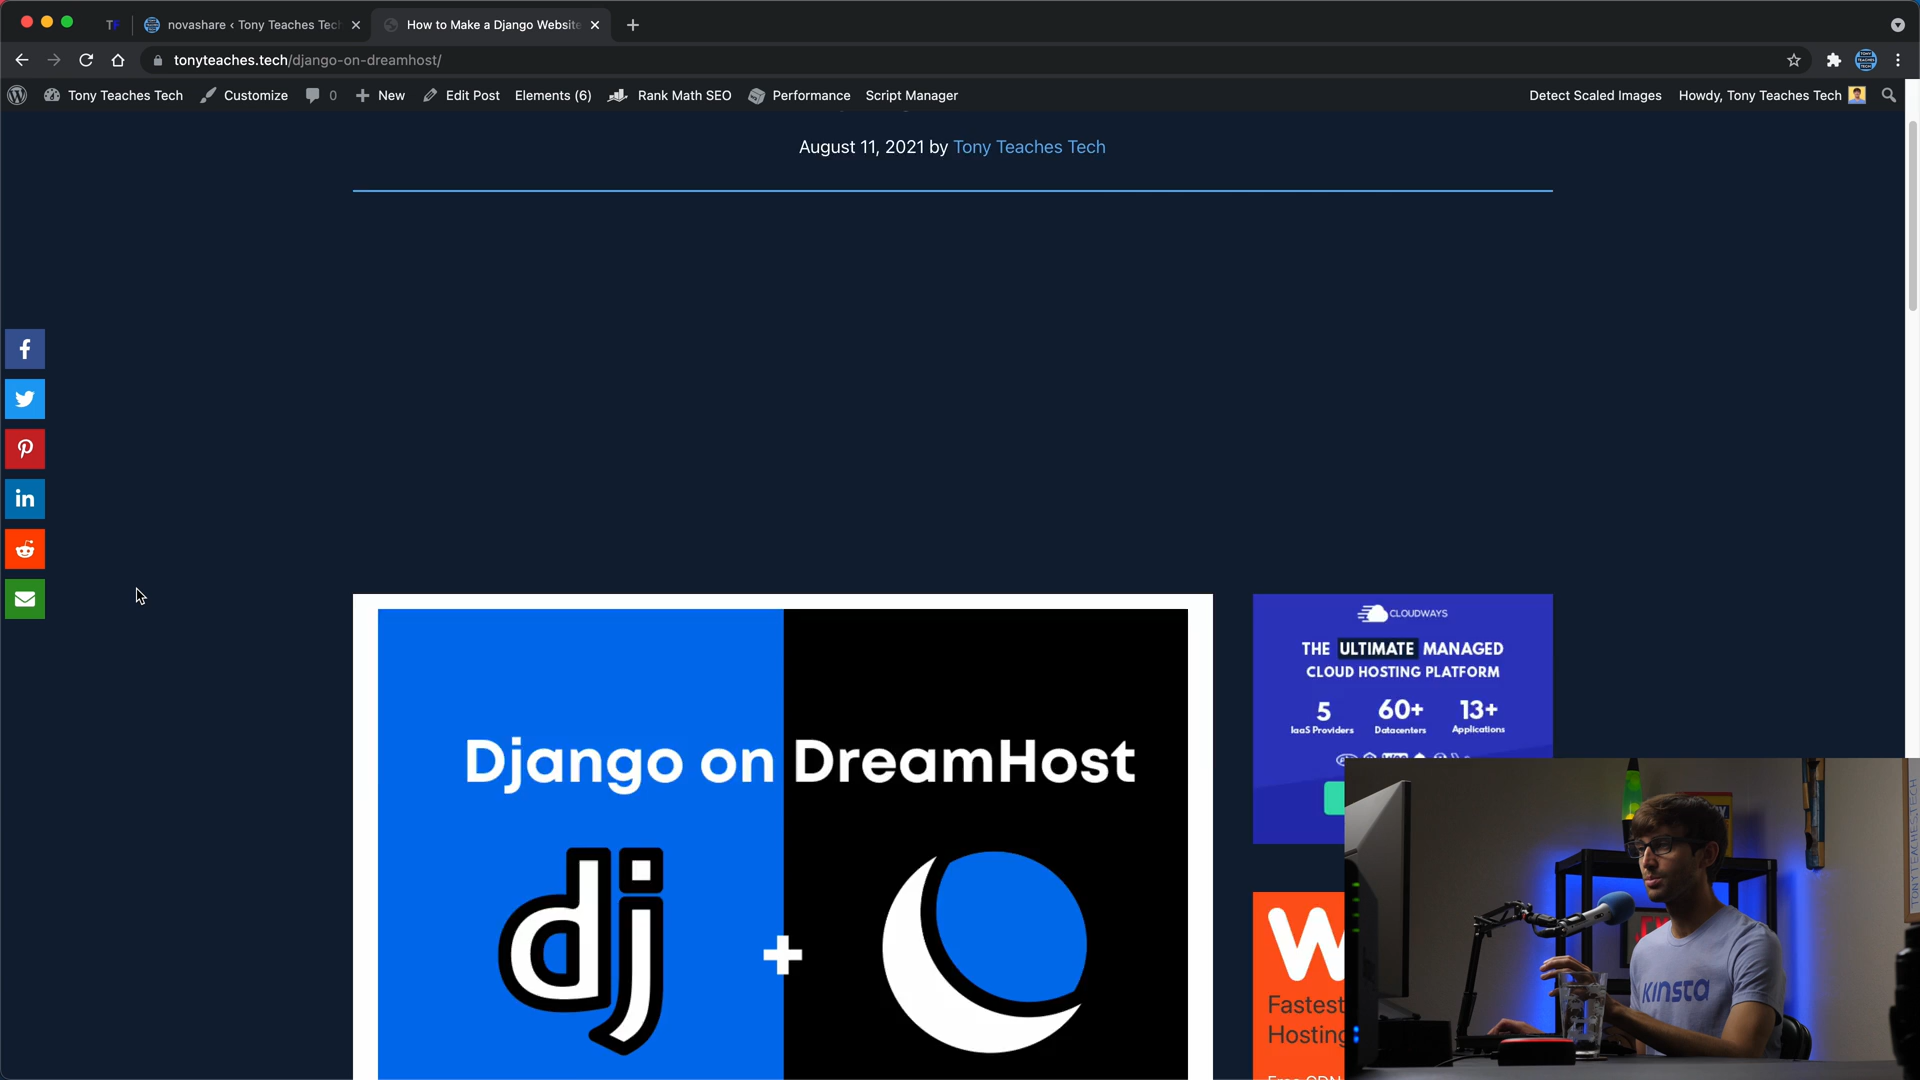 novashare ‹ Tony Teaches Tech
How to Make a Django Website
tonyteaches.tech/django-on-dreamhost/
Tony Teaches Tech
Customize
0
New
Edit Post
Elements (6)
Rank Math SEO
Performance
Script Manager
Detect Scaled Images
Howdy, Tony Teaches Tech
August 11, 2021 by Tony Teaches Tech
Django on DreamHost
dj
+
CLOUDWAYS
THE ULTIMATE MANAGED
CLOUD HOSTING PLATFORM
5 60+ 13+
IaaS Providers Datacenters Applications
W
Fastest
Hosting
Free CDN
KINSTA